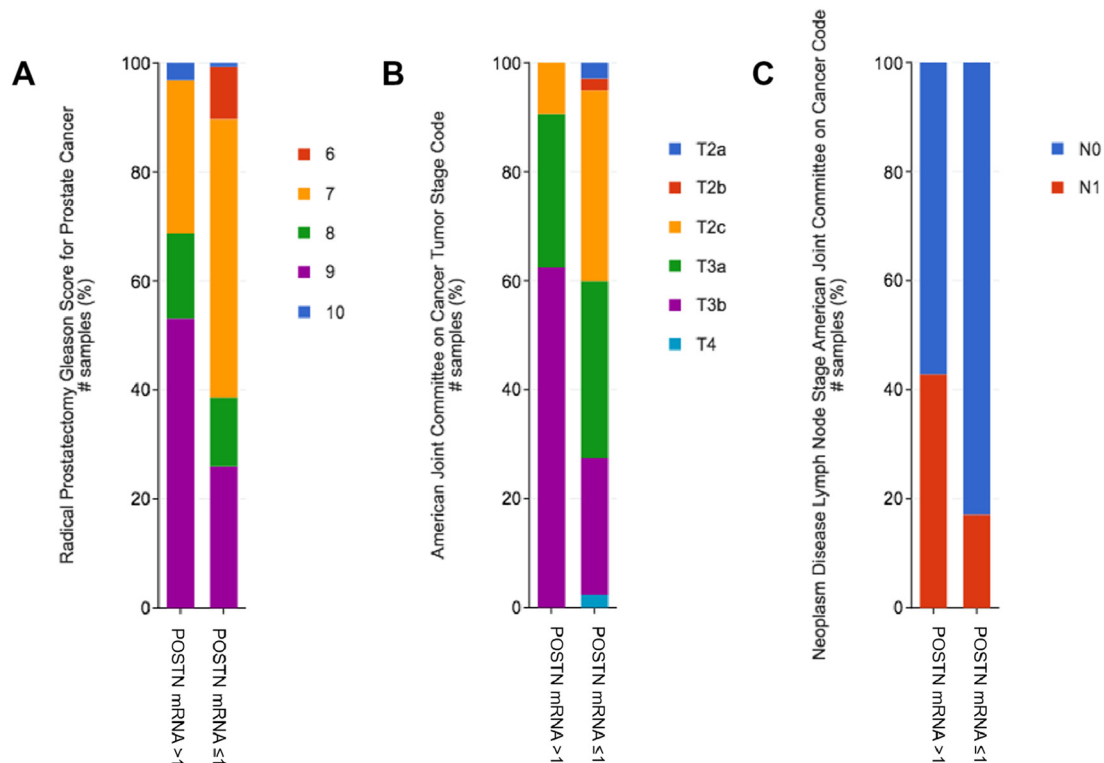 A
Radical Prostatectomy Gleason Score for Prostate Cancer
# samples (%)
100
80
60
40
20
0
POSTN mRNA >1
POSTN mRNA ≤1
6
7
8
9
10
B
American Joint Committee on Cancer Tumor Stage Code
# samples (%)
100
80
60
40
20
0
POSTN mRNA >1
POSTN mRNA ≤1
T2a
T2b
T2c
T3a
T3b
T4
C
Neoplasm Disease Lymph Node Stage American Joint Committee on Cancer Code
# samples (%)
100
80
60
40
20
0
POSTN mRNA >1
POSTN mRNA ≤1
N0
N1